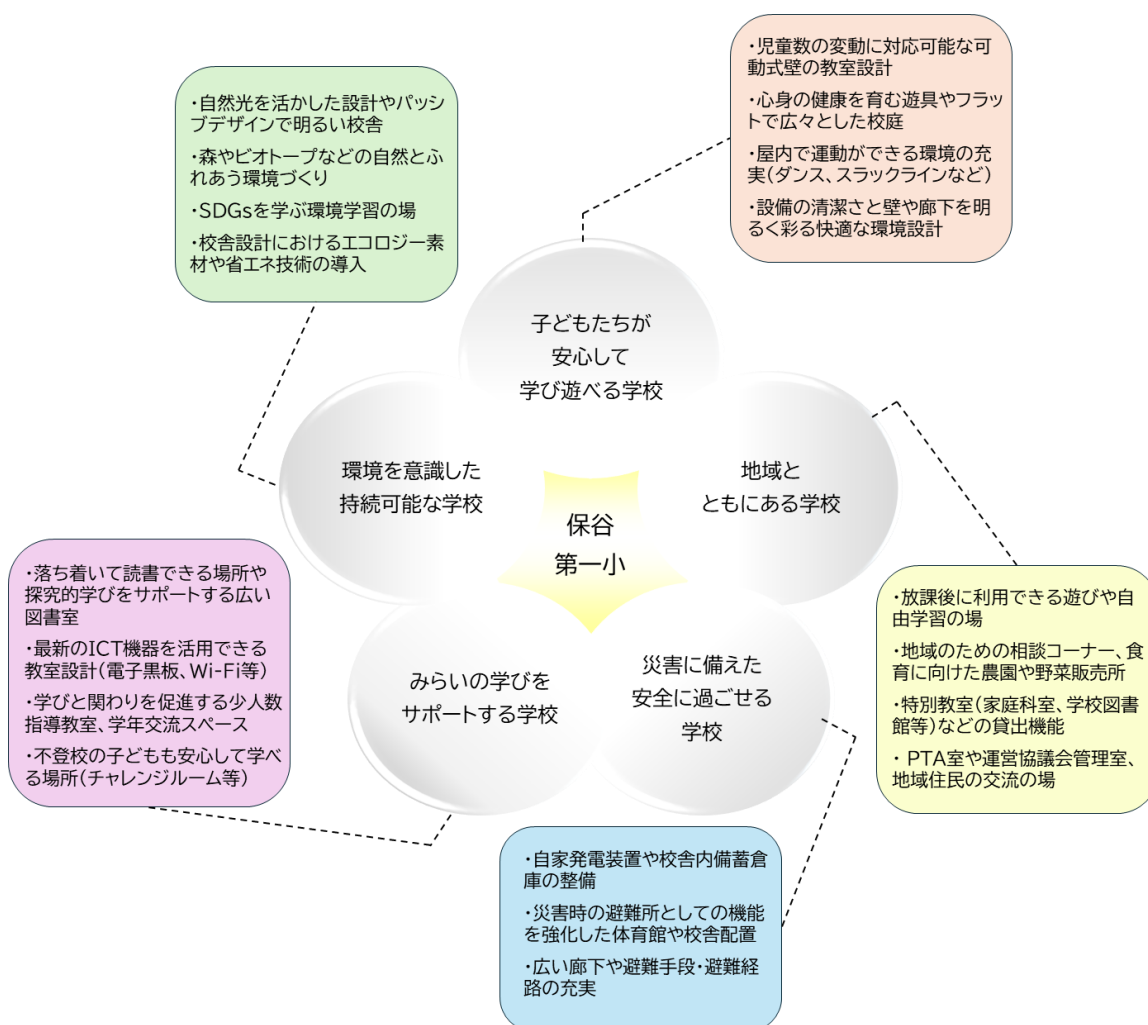 ・児童数の変動に対応可能な可
動式壁の教室設計
・心身の健康を育む遊具やフラッ
トで広々とした校庭
・屋内で運動ができる環境の充
実(ダンス、スラックラインなど)
・設備の清潔さと壁や廊下を明
るく彩る快適な環境設計
・自然光を活かした設計やパッシ
ブデザインで明るい校舎
・森やビオトープなどの自然とふ
れあう環境づくり
・SDGsを学ぶ環境学習の場
・校舎設計におけるエコロジー素
材や省エネ技術の導入
子どもたちが
安心して
学び遊べる学校
環境を意識した
持続可能な学校
地域と
ともにある学校
保谷
第一小
・落ち着いて読書できる場所や
探究的学びをサポートする広い
図書室
・最新のICT機器を活用できる
教室設計(電子黒板、Wi-Fi等)
・学びと関わりを促進する少人数
指導教室、学年交流スペース
・不登校の子どもも安心して学べ
る場所(チャレンジルーム等)
みらいの学びを
サポートする学校
災害に備えた
安全に過ごせる
学校
・放課後に利用できる遊びや自
由学習の場
・地域のための相談コーナー、食
育に向けた農園や野菜販売所
・特別教室(家庭科室、学校図書
館等)などの貸出機能
・ PTA室や運営協議会管理室、
地域住民の交流の場
・自家発電装置や校舎内備蓄倉
庫の整備
・災害時の避難所としての機能
を強化した体育館や校舎配置
・広い廊下や避難手段・避難経
路の充実